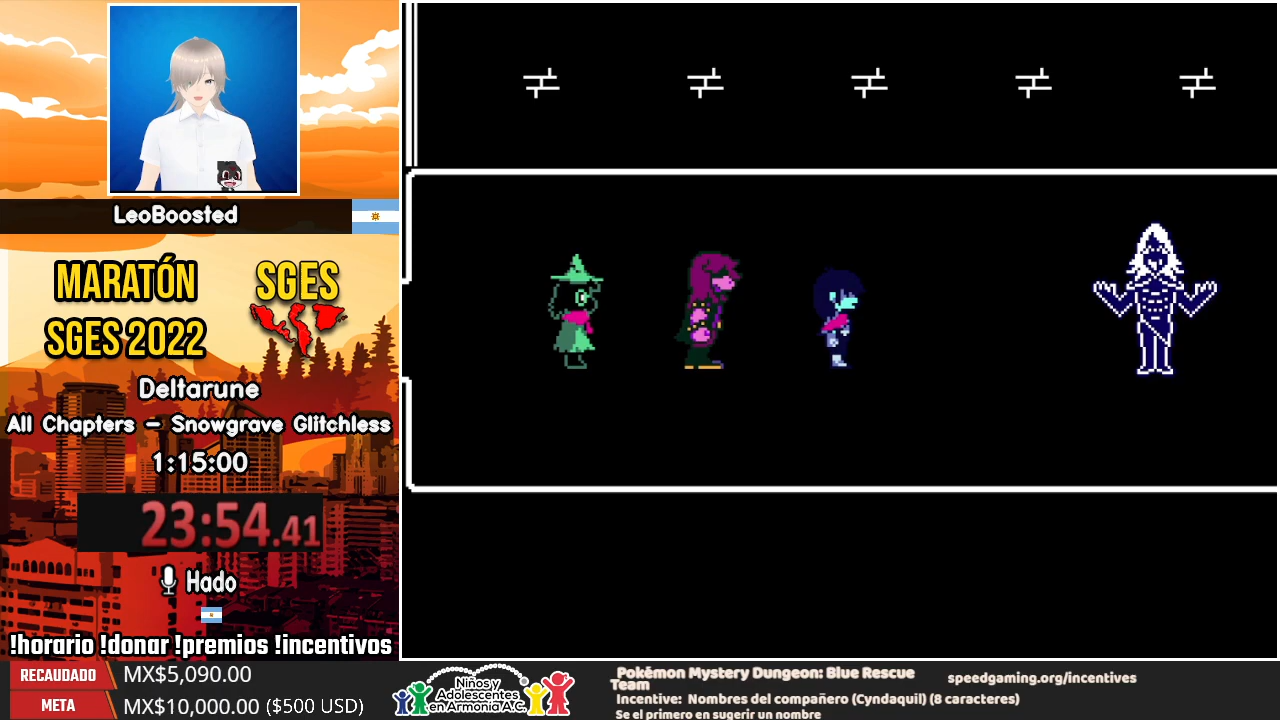 LeoBoosted
MARATÓN
SGES 2022
SGES
Deltarune
All Chapters - Snowgrave Glitchless
1:15:00
23:54.41
Hado
!horario !donar !premios !incentivos
RECAUDADO MX$5,090.00
META MX$10,000.00 ($500 USD)
Niños y
Adolescentes
en Armonía A.C.
Pokémon Mystery Dungeon: Blue Rescue
Team
Incentive: Nombres del compañero (Cyndaquil) (8 caracteres)
Se el primero en sugerir un nombre
speedgaming.org/incentives